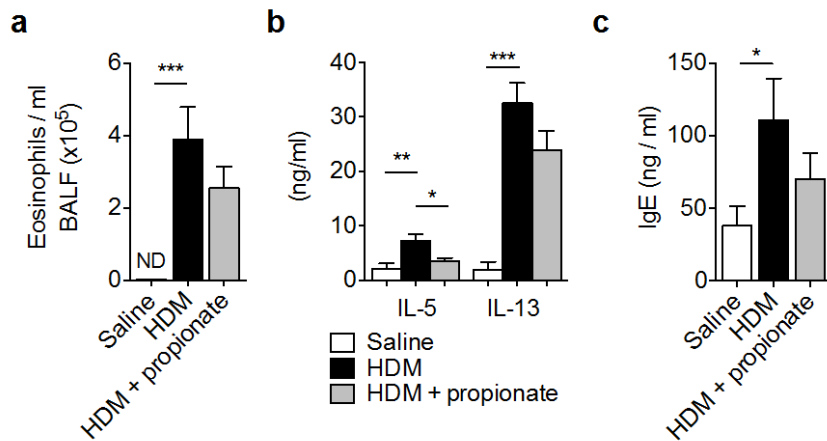 a
Eosinophils / ml
BALF (x10⁵)
6
4
2
0
***
ND
Saline
HDM
HDM + propionate
b
(ng/ml)
40
30
20
10
0
**
*
***
IL-5
IL-13
Saline
HDM
HDM + propionate
c
IgE (ng / ml)
150
100
50
0
*
Saline
HDM
HDM + propionate